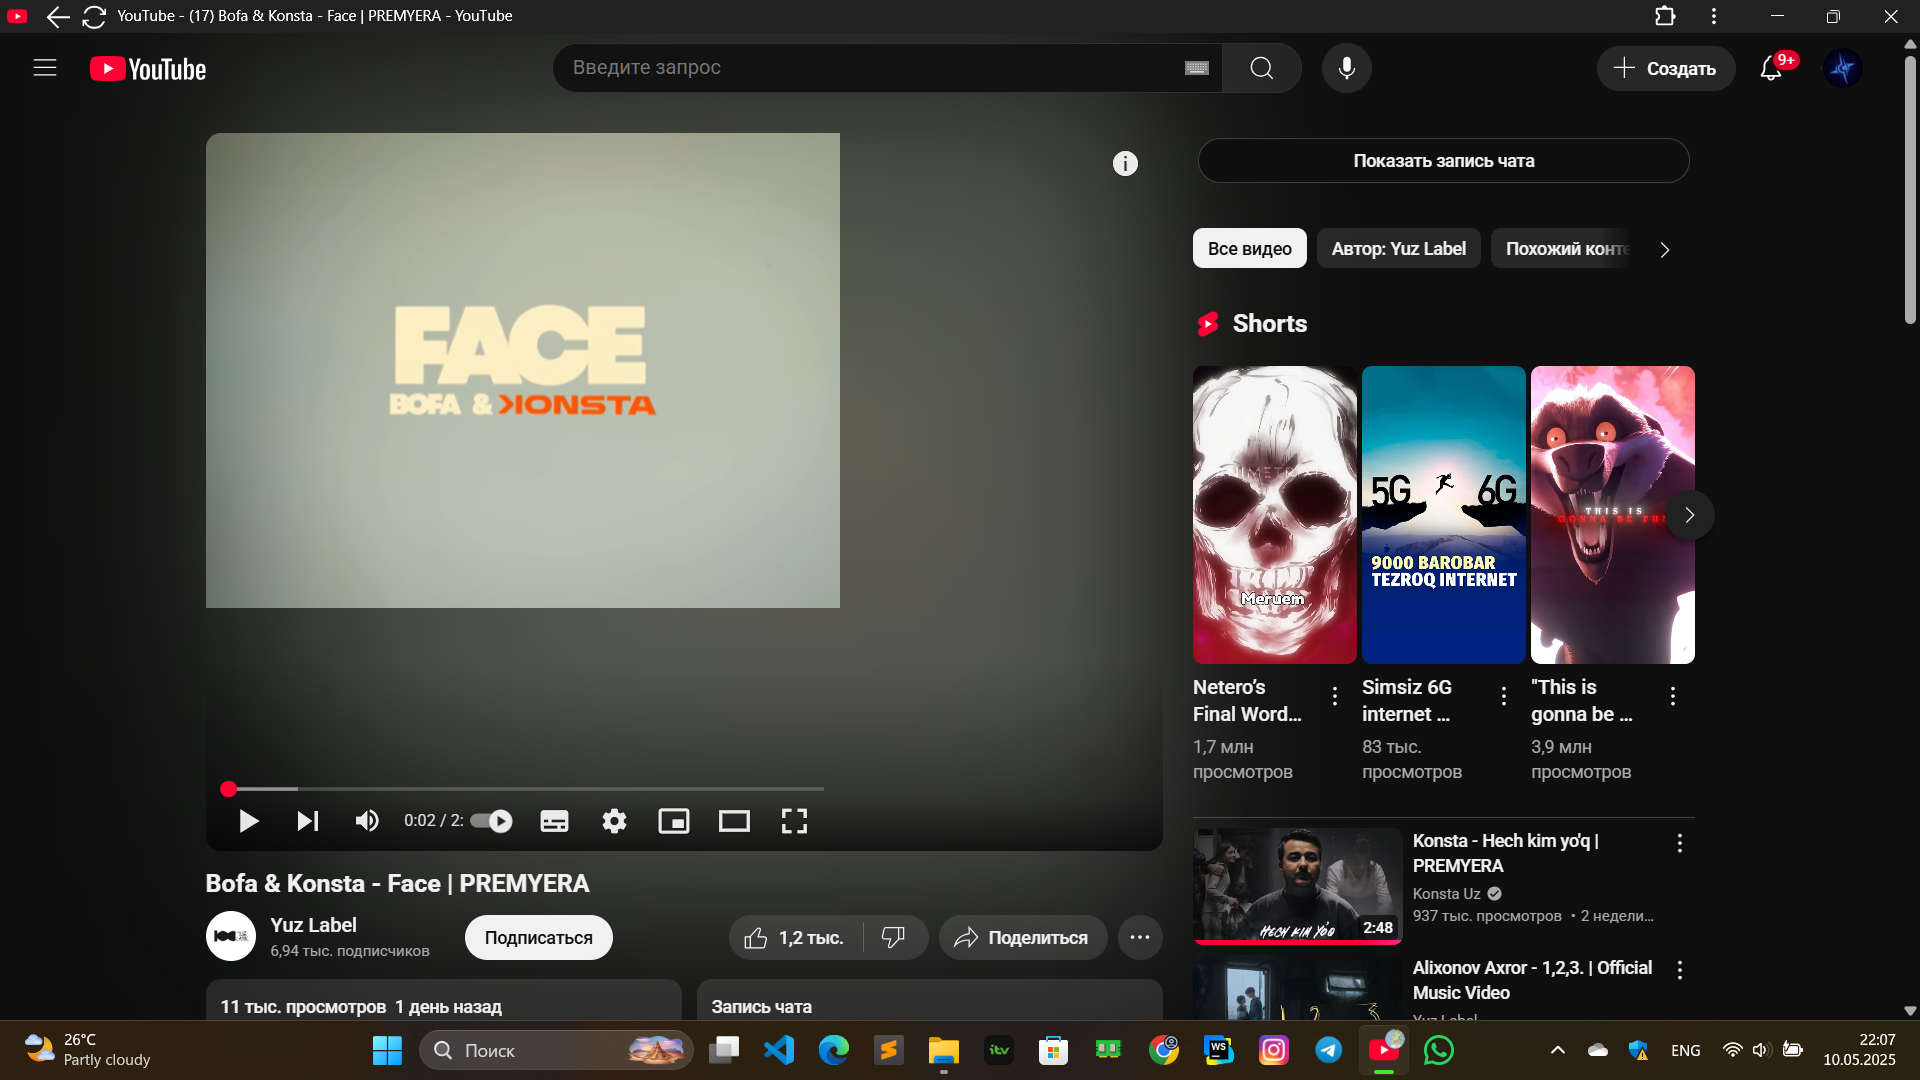 YouTube - (17) Bofa & Konsta - Face | PREMYERA - YouTube
YouTube
Введите запрос
Создать
9+
FACE
BOFA & KONSTA
0:02 / 2:
Bofa & Konsta - Face | PREMYERA
Yuz Label
6,94 тыс. подписчиков
Подписаться
1,2 тыс.
Поделиться
11 тыс. просмотров 1 день назад
Запись чата
Показать запись чата
Все видео
Автор: Yuz Label
Похожий конте
Shorts
Meruem
5G
6G
9000 BAROBAR
TEZROQ INTERNET
THIS IS
GONNA BE FU
Netero’s
Final Word...
1,7 млн
просмотров
Simsiz 6G
internet ...
83 тыс.
просмотров
"This is
gonna be ...
3,9 млн
просмотров
HECH KIM YO'Q
2:48
Konsta - Hech kim yo'q |
PREMYERA
Konsta Uz
937 тыс. просмотров • 2 недели...
Alixonov Axror - 1,2,3. | Official
Music Video
Yuz Label
26°C
Partly cloudy
Поиск
itv
WS
ENG
22:07
10.05.2025